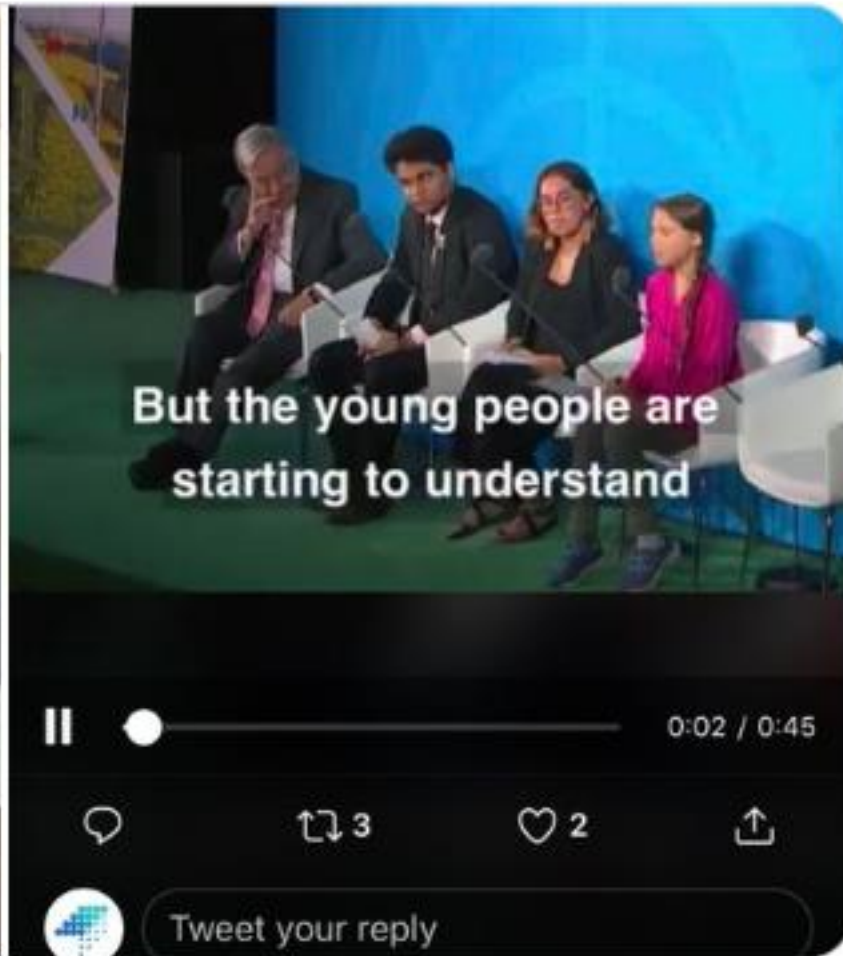 But the young people are
starting to understand
0:02 / 0:45
3 2
Tweet your reply